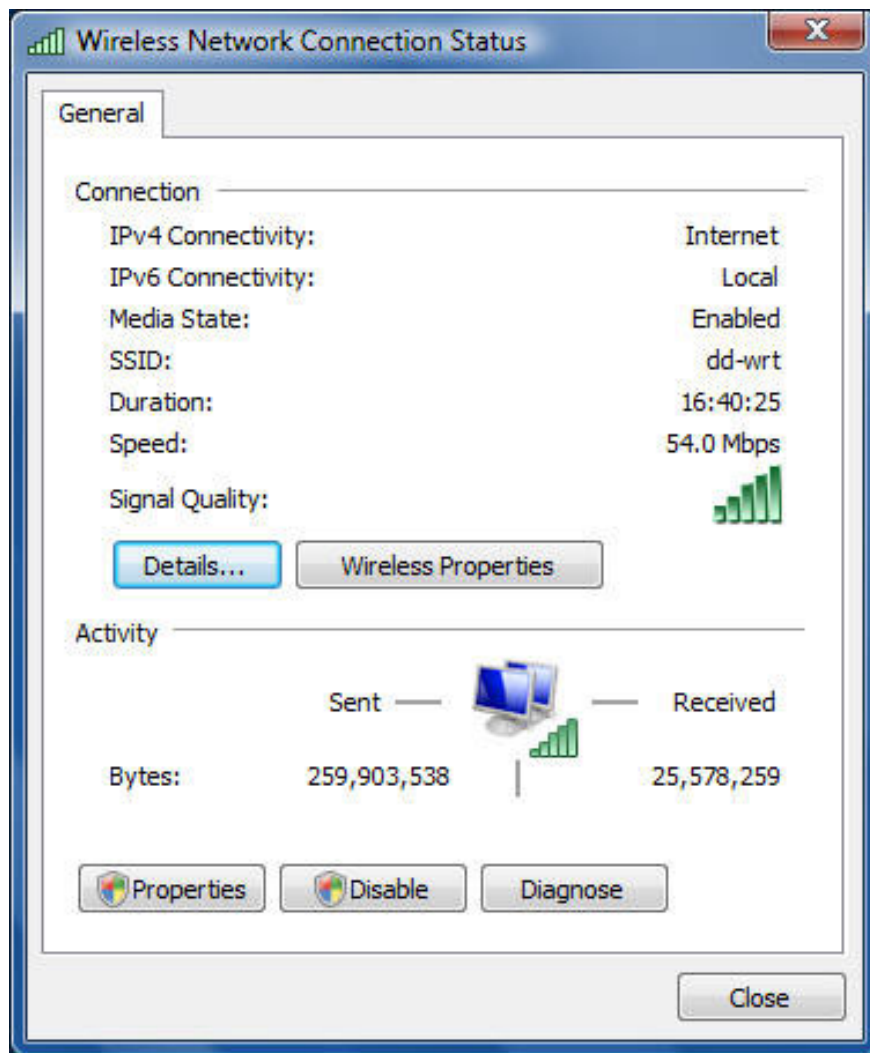 Wireless Network Connection Status
General
Connection
IPv4 Connectivity: Internet
IPv6 Connectivity: Local
Media State: Enabled
SSID: dd-wrt
Duration: 16:40:25
Speed: 54.0 Mbps
Signal Quality:
Details... Wireless Properties
Activity
Sent Received
Bytes: 259,903,538 25,578,259
Properties Disable Diagnose
Close